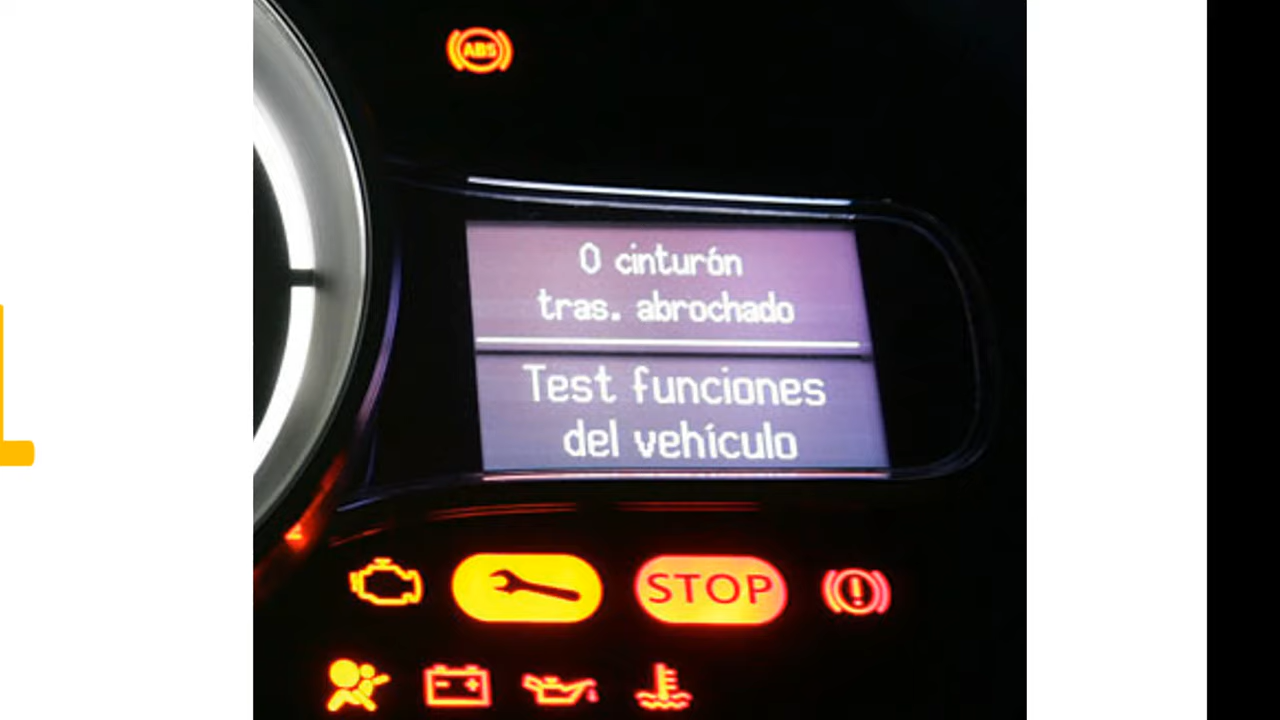 ABS
0 cinturón
tras. abrochado
Test funciones
del vehículo
STOP